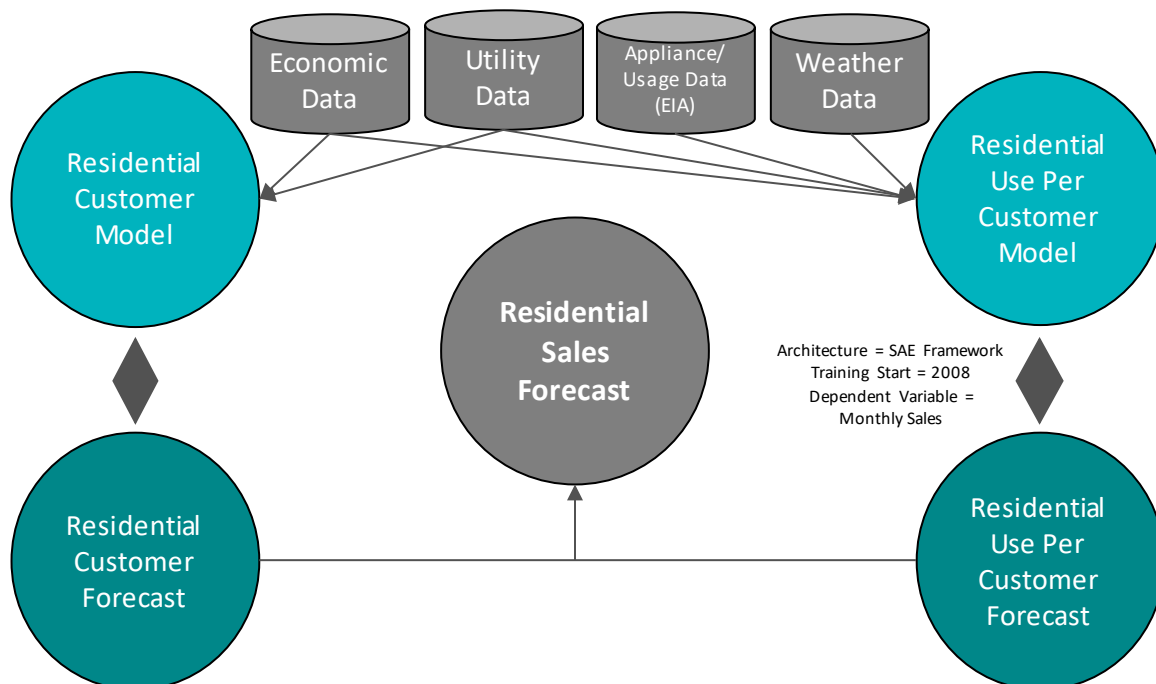 Economic
Data
Utility
Data
Appliance/
Usage Data
(EIA)
Weather
Data
Residential
Customer
Model
Residential
Use Per
Customer
Model
Residential
Sales
Forecast
Architecture = SAE Framework
Training Start = 2008
Dependent Variable =
Monthly Sales
Residential
Customer
Forecast
Residential
Use Per
Customer
Forecast